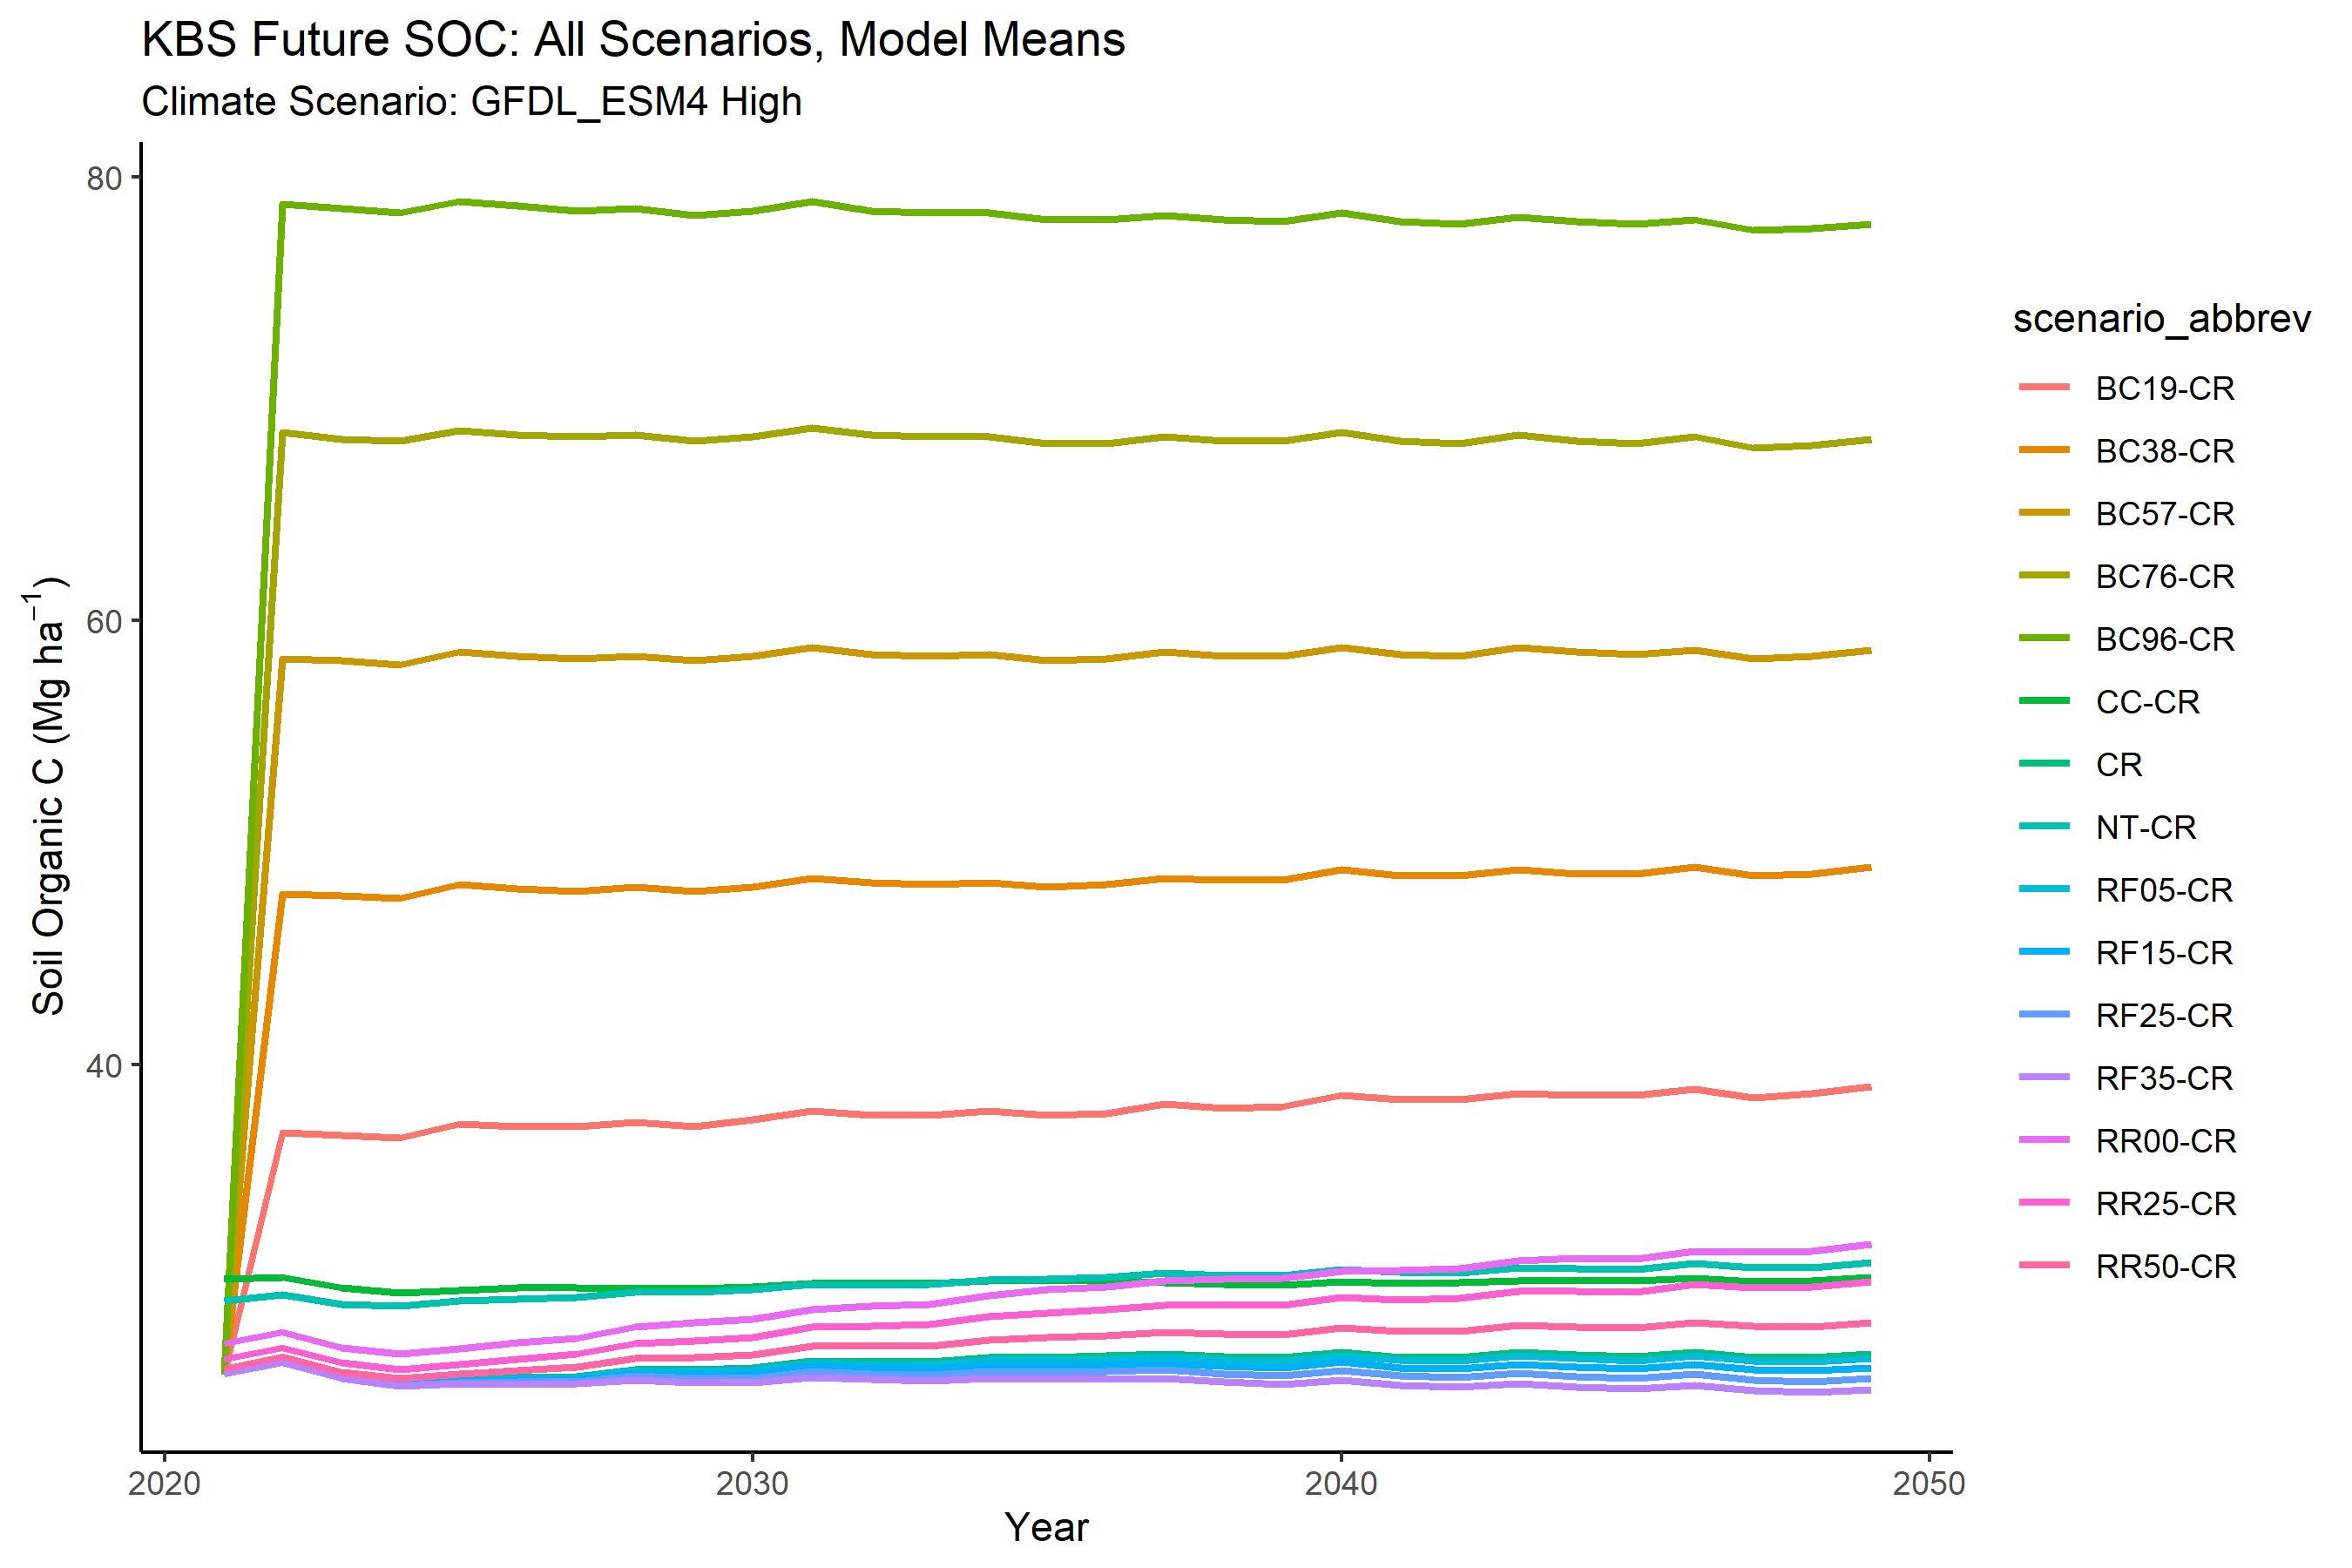 KBS Future SOC: All Scenarios, Model Means
Climate Scenario: GFDL_ESM4 High
80
60
40
Soil Organic C (Mg ha⁻¹)
2020
2030
2040
2050
Year
scenario_abbrev
BC19-CR
BC38-CR
BC57-CR
BC76-CR
BC96-CR
CC-CR
CR
NT-CR
RF05-CR
RF15-CR
RF25-CR
RF35-CR
RR00-CR
RR25-CR
RR50-CR